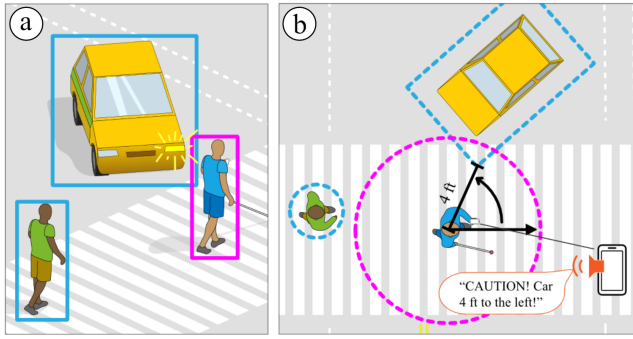 a
b
4 ft
“CAUTION! Car
4 ft to the left!”